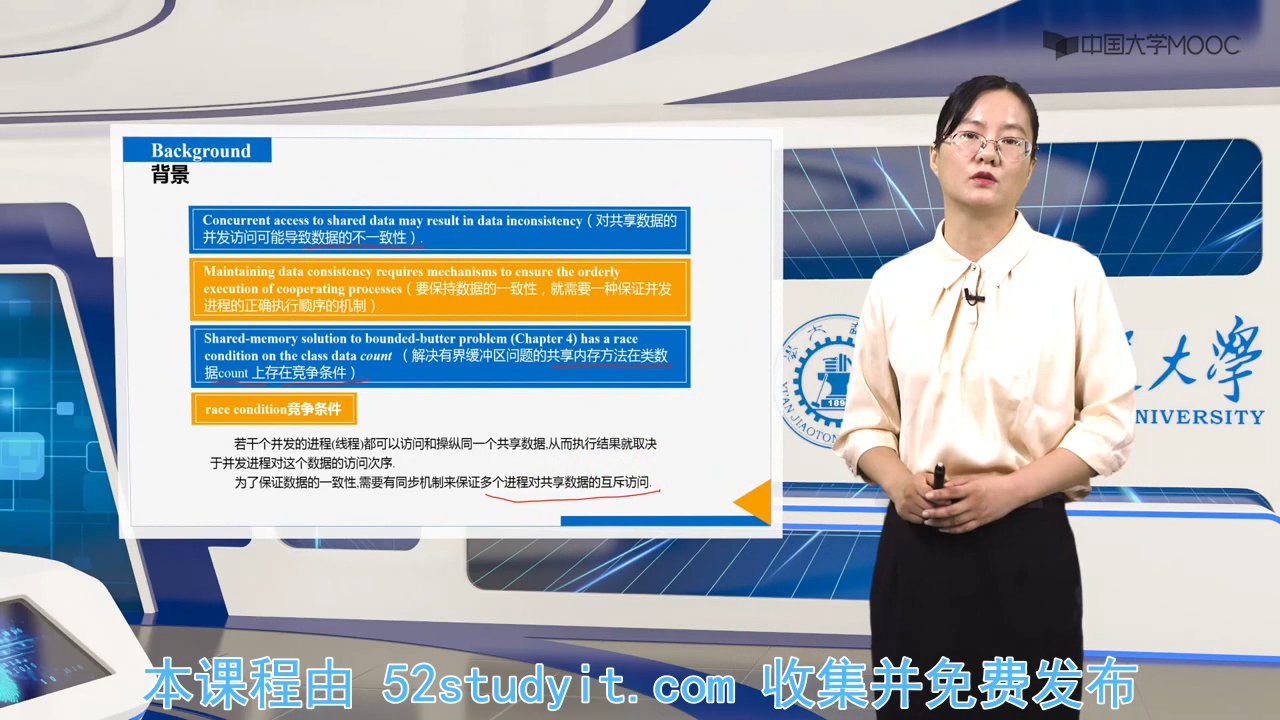 中国大学MOOC
Background
背景
Concurrent access to shared data may result in data inconsistency（对共享数据的
并发访问可能导致数据的不一致性）.
Maintaining data consistency requires mechanisms to ensure the orderly
execution of cooperating processes（要保持数据的一致性，就需要一种保证并发
进程的正确执行顺序的机制）.
Shared-memory solution to bounded-butter problem (Chapter 4) has a race
condition on the class data count （解决有界缓冲区问题的共享内存方法在类数
据count 上存在竞争条件）
race condition竞争条件
若干个并发的进程(线程)都可以访问和操纵同一个共享数据,从而执行结果就取决
于并发进程对这个数据的访问次序.
为了保证数据的一致性,需要有同步机制来保证多个进程对共享数据的互斥访问.
大學
NIVERSITY
本课程由 52studyit.com 收集并免费发布